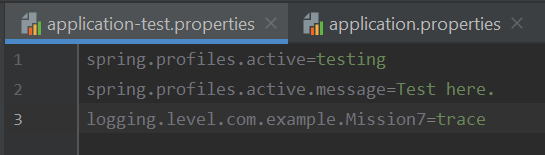 application-test.properties × application.properties ×
1 spring.profiles.active=testing
2 spring.profiles.active.message=Test here.
3 logging.level.com.example.Mission7=trace